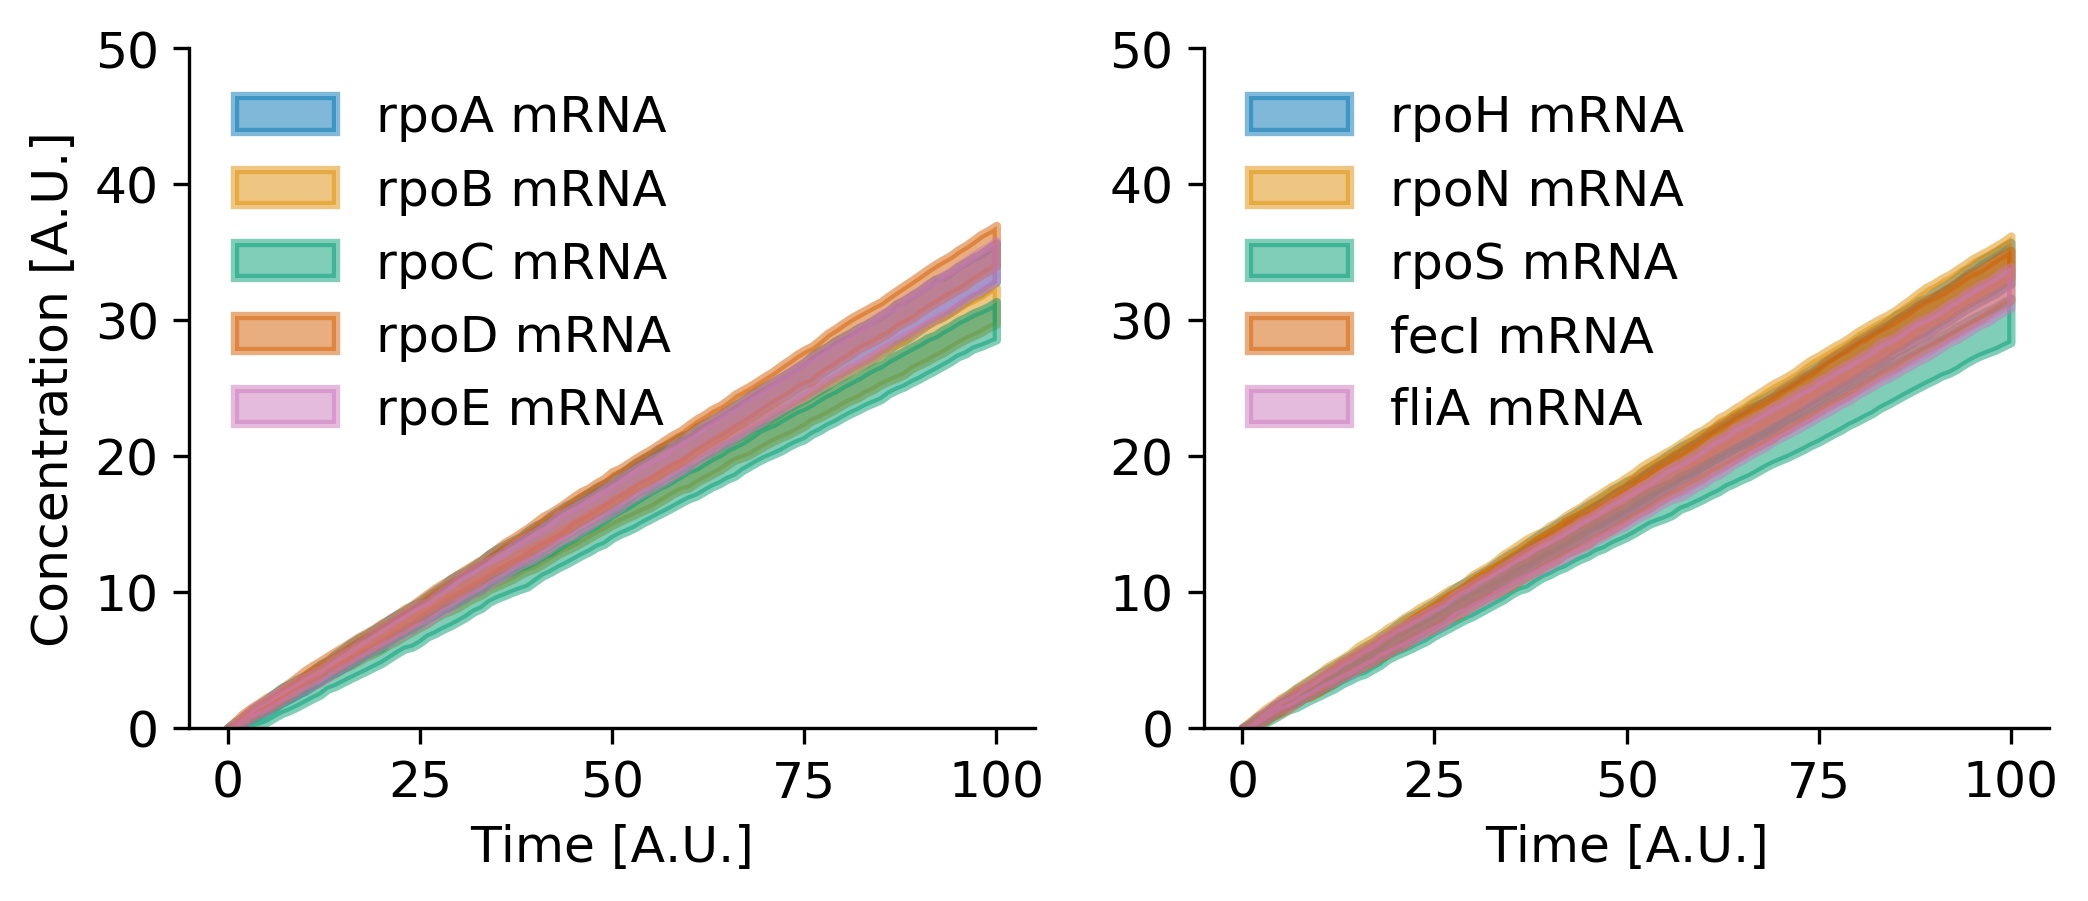 50
40
30
20
10
0
Concentration [A.U.]
rpoA mRNA
rpoB mRNA
rpoC mRNA
rpoD mRNA
rpoE mRNA
0 25 50 75 100
Time [A.U.]
50
40
30
20
10
0
rpoH mRNA
rpoN mRNA
rpoS mRNA
fecI mRNA
fliA mRNA
0 25 50 75 100
Time [A.U.]